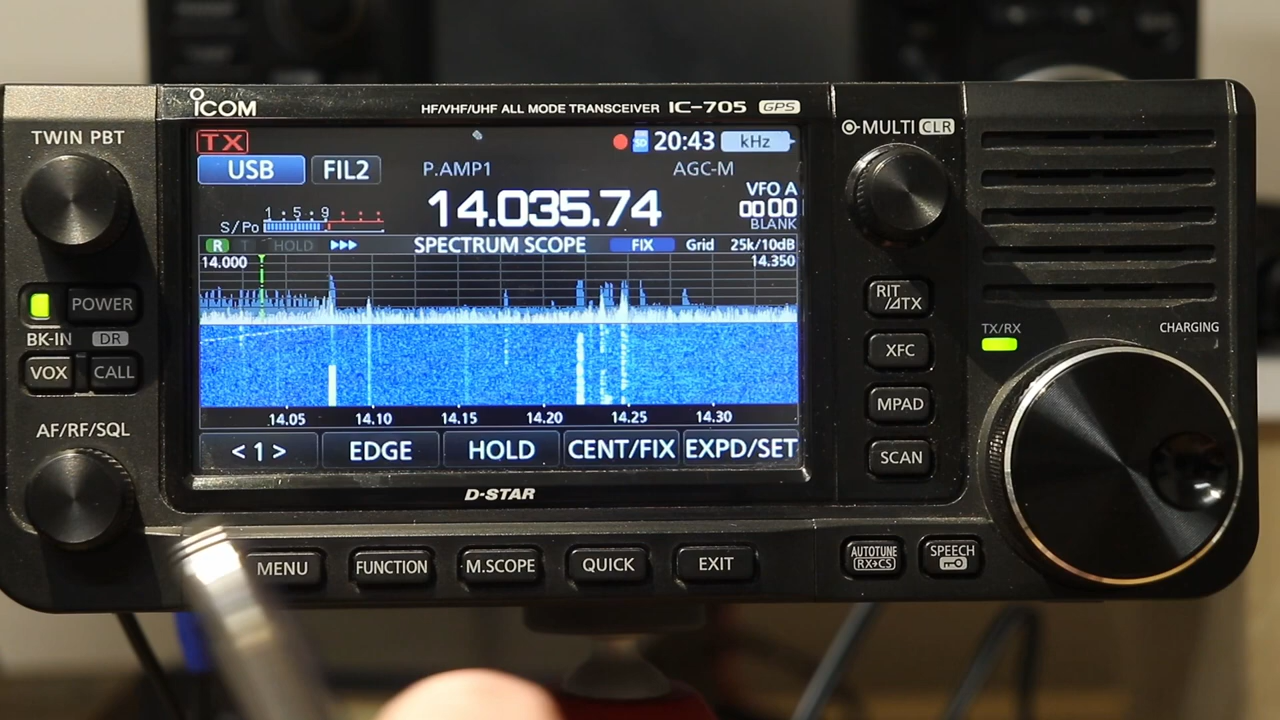 ICOM HF/VHF/UHF ALL MODE TRANSCEIVER IC-705 GPS
TWIN PBT
MULTI CLR
TX 20:43 kHz
USB FIL2 P.AMP1 AGC-M
14.035.74
VFO A
00 00
BLANK
S/Po 1 : 5 : 9
R T HOLD SPECTRUM SCOPE FIX Grid 25k/10dB
14.000 14.350
14.05 14.10 14.15 14.20 14.25 14.30
< 1 > EDGE HOLD CENT/FIX EXPD/SET
POWER
BK-IN DR
VOX CALL
AF/RF/SQL
RIT/⊿TX
XFC
MPAD
SCAN
TX/RX CHARGING
D-STAR
MENU FUNCTION M.SCOPE QUICK EXIT
AUTOTUNE
RX→CS
SPEECH